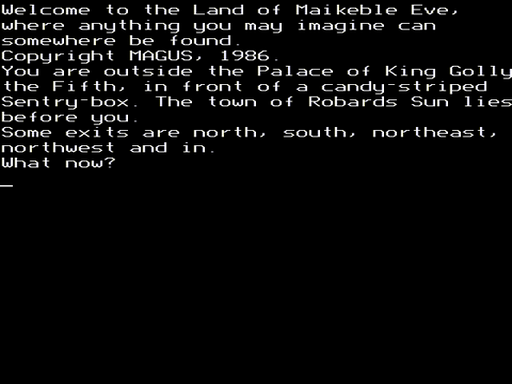 Welcome to the Land of Maikeble Eve,
where anything you may imagine can
somewhere be found.
Copyright MAGUS, 1986.
You are outside the Palace of King Golly
the Fifth, in front of a candy-striped
Sentry-box. The town of Robards Sun lies
before you.
Some exits are north, south, northeast,
northwest and in.
What now?
_